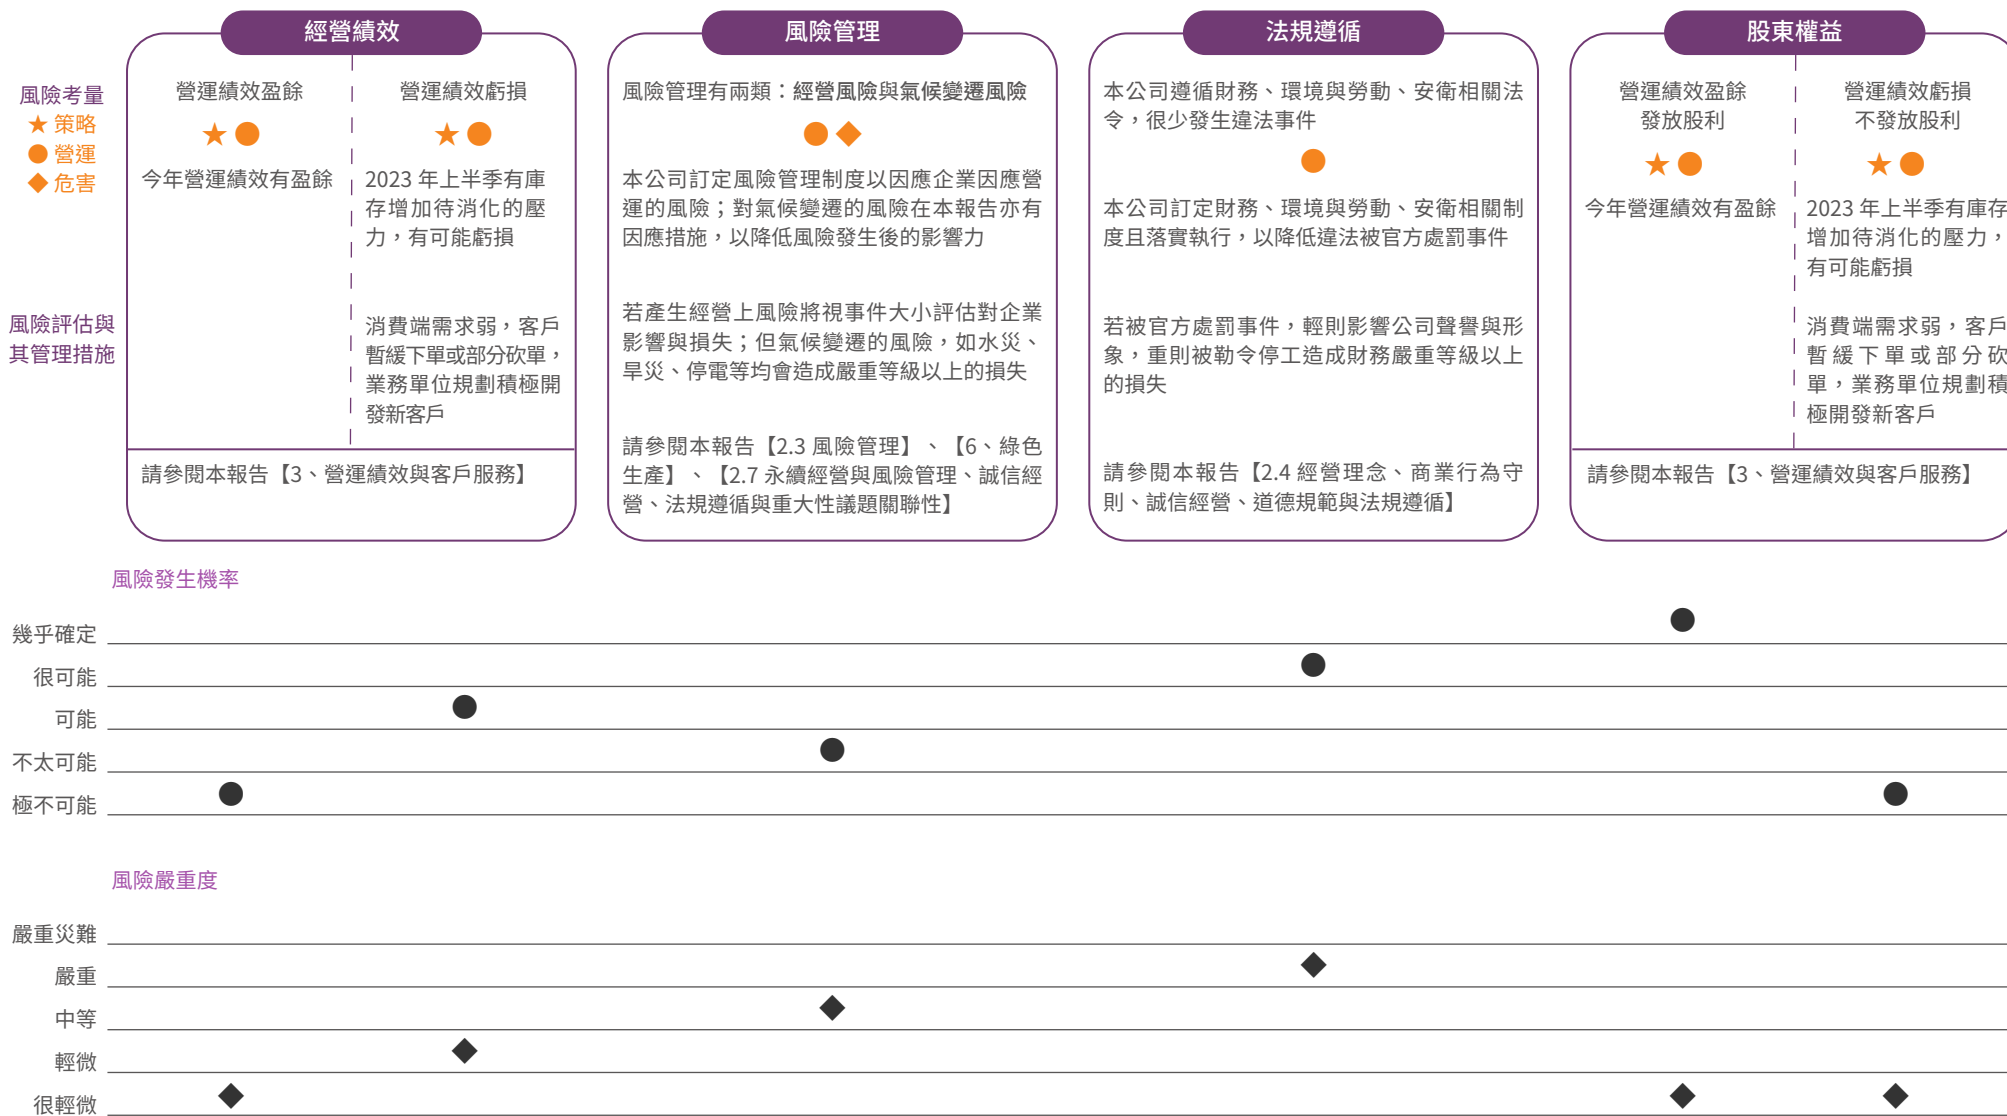 經營績效
風險管理
法規遵循
股東權益
風險考量
★ 策略
● 營運
◆ 危害
風險評估與
其管理措施
營運績效盈餘
★ ●
今年營運績效有盈餘
營運績效虧損
★ ●
2023 年上半季有庫
存增加待消化的壓
力，有可能虧損
消費端需求弱，客戶
暫緩下單或部分砍單，
業務單位規劃積極開
發新客戶
請參閱本報告【3、營運績效與客戶服務】
風險管理有兩類：經營風險與氣候變遷風險
● ◆
本公司訂定風險管理制度以因應企業因應營
運的風險；對氣候變遷的風險在本報告亦有
因應措施，以降低風險發生後的影響力
若產生經營上風險將視事件大小評估對企業
影響與損失；但氣候變遷的風險，如水災、
旱災、停電等均會造成嚴重等級以上的損失
請參閱本報告【2.3 風險管理】、【6、綠色
生產】、【2.7 永續經營與風險管理、誠信經
營、法規遵循與重大性議題關聯性】
本公司遵循財務、環境與勞動、安衛相關法
令，很少發生違法事件
●
本公司訂定財務、環境與勞動、安衛相關制
度且落實執行，以降低違法被官方處罰事件
若被官方處罰事件，輕則影響公司聲譽與形
象，重則被勒令停工造成財務嚴重等級以上
的損失
請參閱本報告【2.4 經營理念、商業行為守
則、誠信經營、道德規範與法規遵循】
營運績效盈餘
發放股利
★ ●
今年營運績效有盈餘
營運績效虧損
不發放股利
★ ●
2023 年上半季有庫存
增加待消化的壓力，
有可能虧損
消費端需求弱，客戶
暫緩下單或部分砍
單，業務單位規劃積
極開發新客戶
請參閱本報告【3、營運績效與客戶服務】
風險發生機率
幾乎確定
很可能
可能
不太可能
極不可能
風險嚴重度
嚴重災難
嚴重
中等
輕微
很輕微